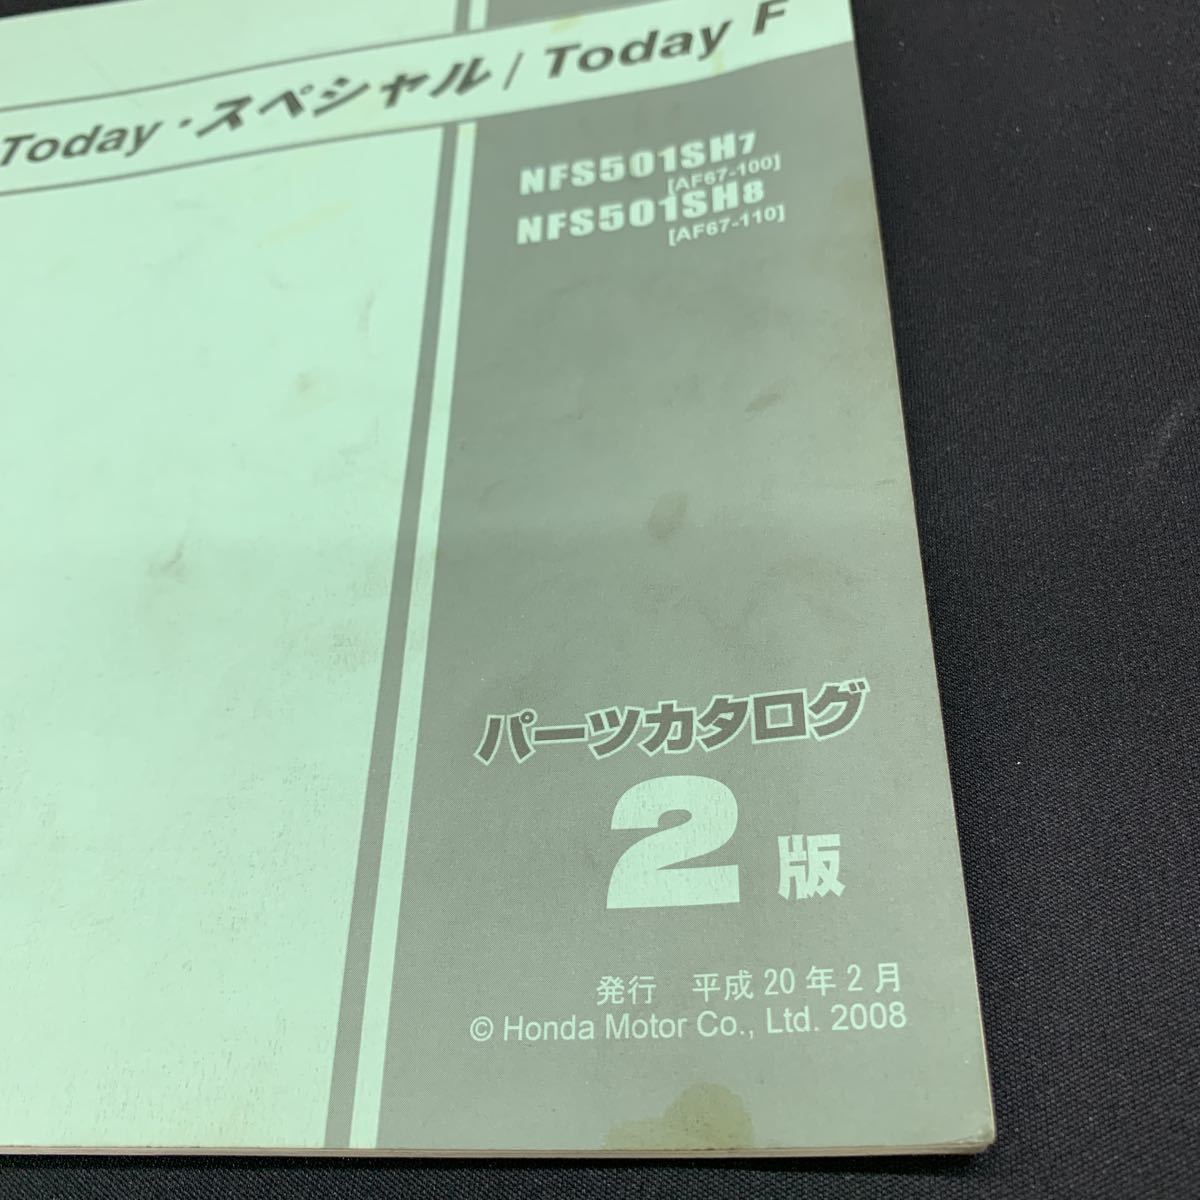 Today・スペシャル / Today F
NFS501SH7
[AF67-100]
NFS501SH8
[AF67-110]
パーツカタログ
2版
発行 平成20年2月
© Honda Motor Co., Ltd. 2008